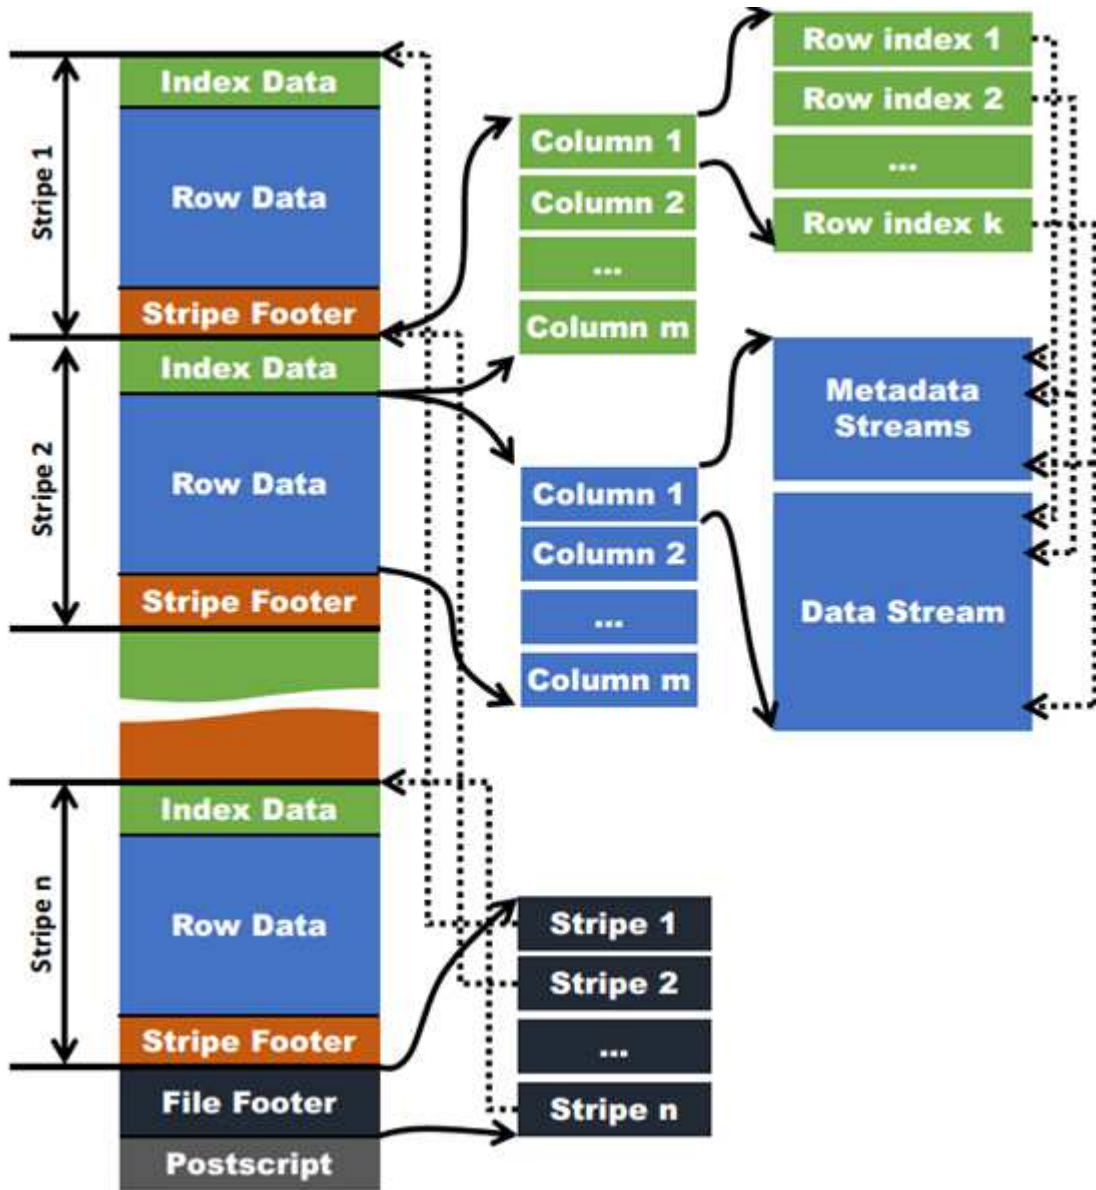 Stripe 1
Index Data
Row Data
Stripe Footer
Stripe 2
Index Data
Row Data
Stripe Footer
Stripe n
Index Data
Row Data
Stripe Footer
File Footer
Postscript
Column 1
Column 2
...
Column m
Column 1
Column 2
...
Column m
Row index 1
Row index 2
...
Row index k
Metadata
Streams
Data Stream
Stripe 1
Stripe 2
...
Stripe n